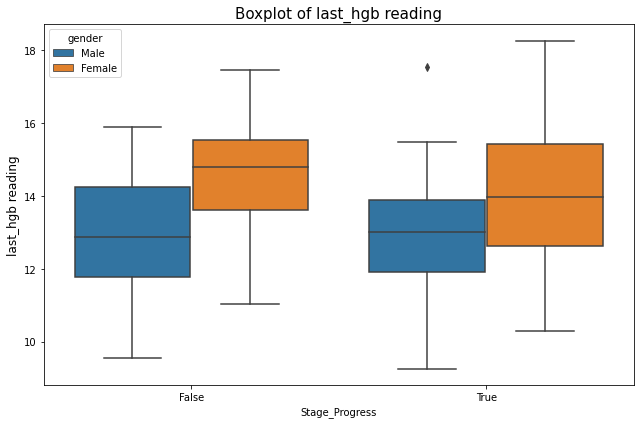 Boxplot of last_hgb reading
gender
Male
Female
last_hgb reading
18
16
14
12
10
False
True
Stage_Progress